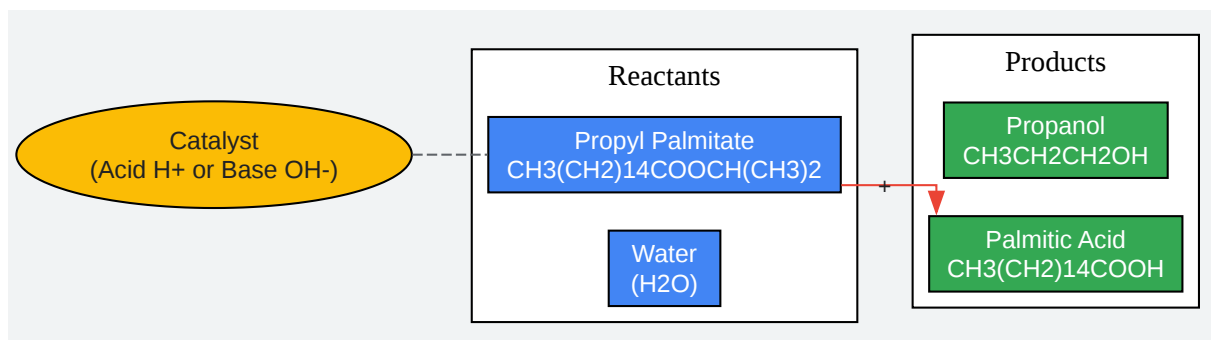 Catalyst
(Acid H+ or Base OH-)
Reactants
Propyl Palmitate
CH3(CH2)14COOCH(CH3)2
Water
(H2O)
+
Products
Propanol
CH3CH2CH2OH
Palmitic Acid
CH3(CH2)14COOH